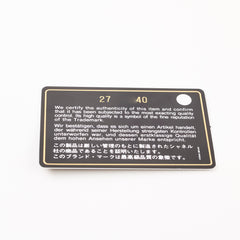 27 40
We certify the authenticity of this item and confirm
that it has been subjected to the most exacting quality
control. Its high quality is a symbol of the fine reputation
of the Trademark.
Wir bestätigen, dass es sich um einen Artikel handelt,
der während seiner Herstellung strengsten Kontrollen
unterworfen war, und dessen erstklassige Qualität
dem hohen Ansehen unserer Marke entspricht.
この製品は厳しい管理のもとに製造されたシャネル
社の商品であることを証明します。
このブランド・マークは最高級品質の象徴です。